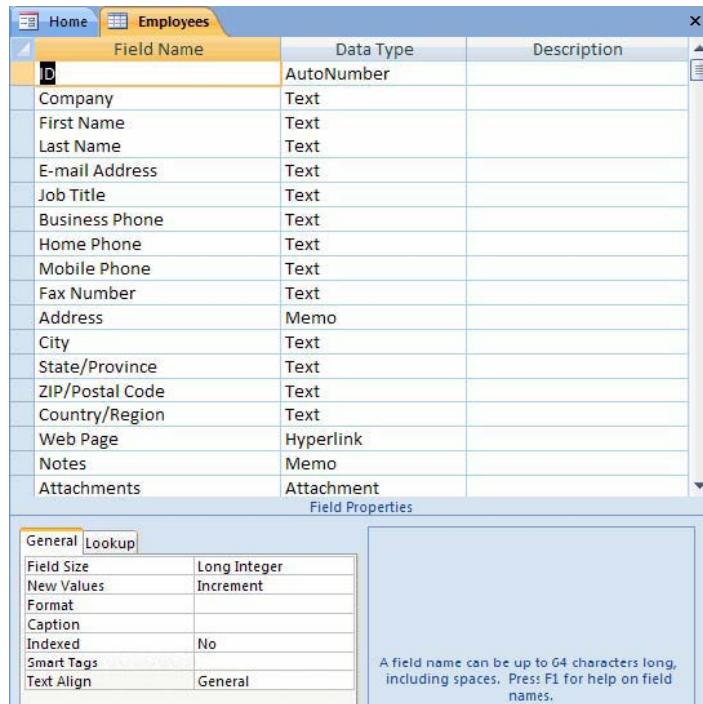 Home Employees
Field Name Data Type Description
ID AutoNumber
Company Text
First Name Text
Last Name Text
E-mail Address Text
Job Title Text
Business Phone Text
Home Phone Text
Mobile Phone Text
Fax Number Text
Address Memo
City Text
State/Province Text
ZIP/Postal Code Text
Country/Region Text
Web Page Hyperlink
Notes Memo
Attachments Attachment
Field Properties
General Lookup
Field Size Long Integer
New Values Increment
Format
Caption
Indexed No
Smart Tags
Text Align General
A field name can be up to 64 characters long,
including spaces. Press F1 for help on field
names.